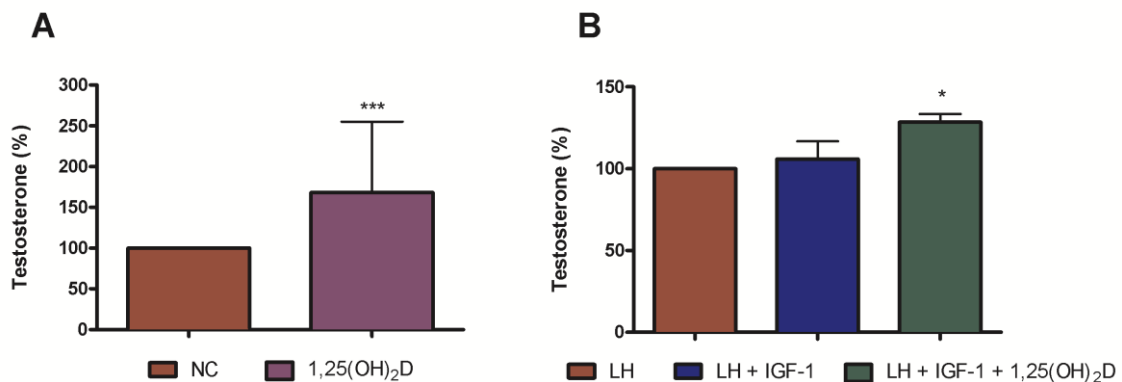 A
Testosterone (%)
300
250
200
150
100
50
0
***
NC
1,25(OH)₂D
B
Testosterone (%)
150
100
50
0
*
LH
LH + IGF-1
LH + IGF-1 + 1,25(OH)₂D